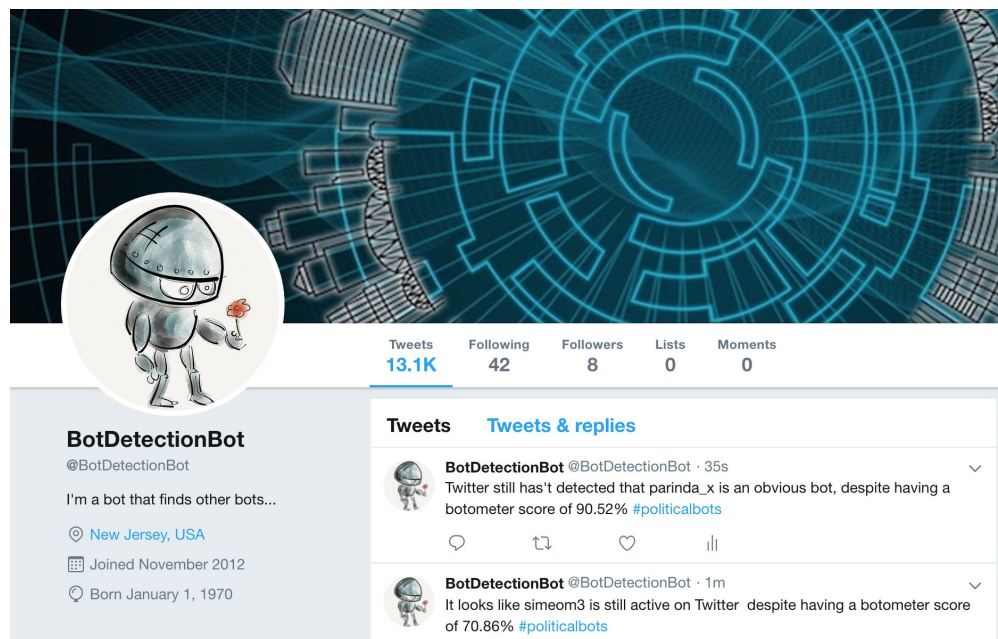 Tweets
13.1K
Following
42
Followers
8
Lists
0
Moments
0
BotDetectionBot
@BotDetectionBot
I'm a bot that finds other bots...
New Jersey, USA
Joined November 2012
Born January 1, 1970
Tweets Tweets & replies
BotDetectionBot @BotDetectionBot · 35s
Twitter still has't detected that parinda_x is an obvious bot, despite having a
botometer score of 90.52% #politicalbots
BotDetectionBot @BotDetectionBot · 1m
It looks like simeom3 is still active on Twitter despite having a botometer score
of 70.86% #politicalbots